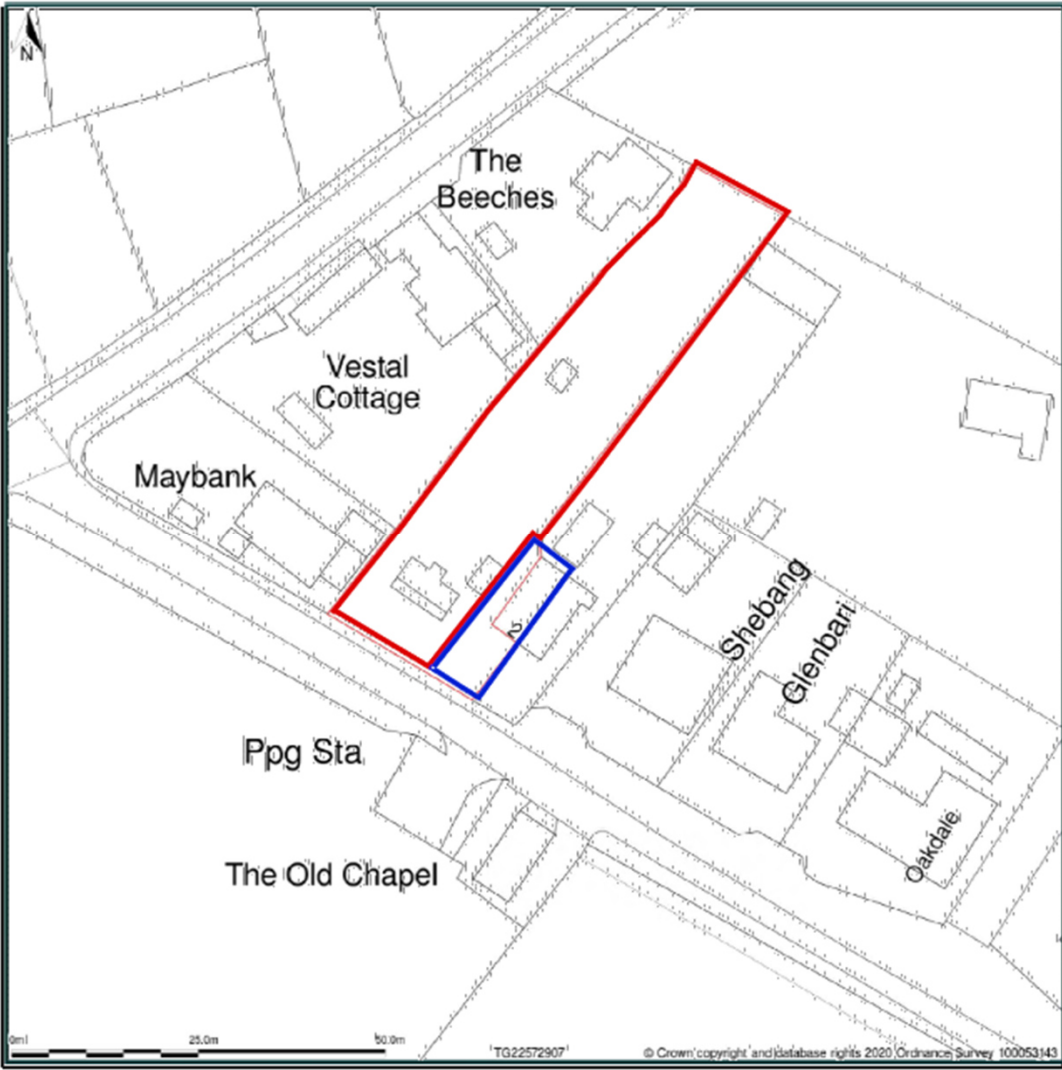 N
The
Beeches
Vestal
Cottage
Maybank
Shebang
Glenbari
2
Ppg Sta
The Old Chapel
Oakdale
0m
25.0m
50.0m
TG22572907
© Crown copyright and database rights 2020 Ordnance Survey 100053143